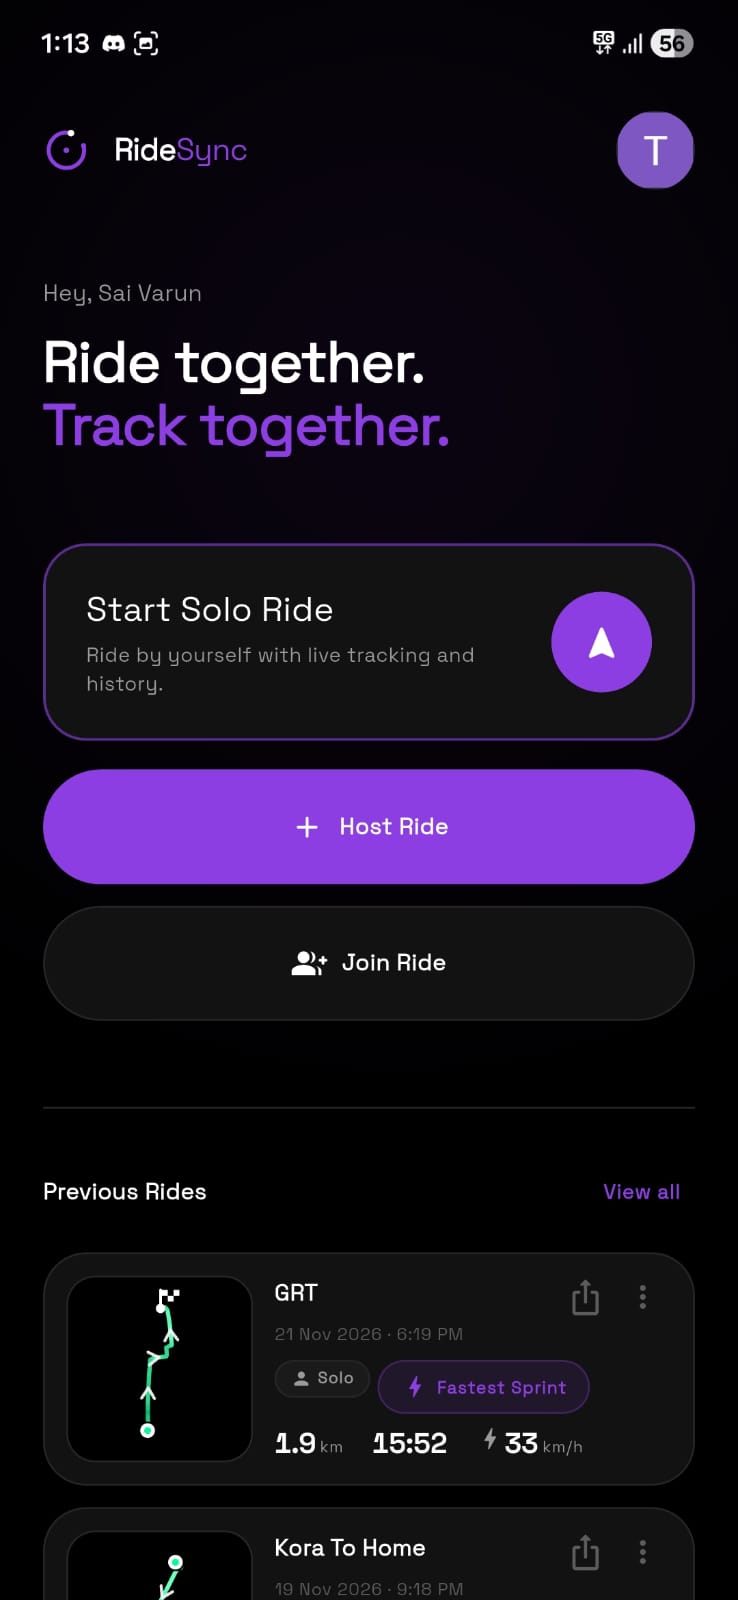 1:13
5G
56
RideSync
T
Hey, Sai Varun
Ride together.
Track together.
Start Solo Ride
Ride by yourself with live tracking and
history.
Host Ride
Join Ride
Previous Rides
View all
GRT
21 Nov 2026 · 6:19 PM
Solo
Fastest Sprint
1.9 km 15:52 33 km/h
Kora To Home
19 Nov 2026 · 9:18 PM